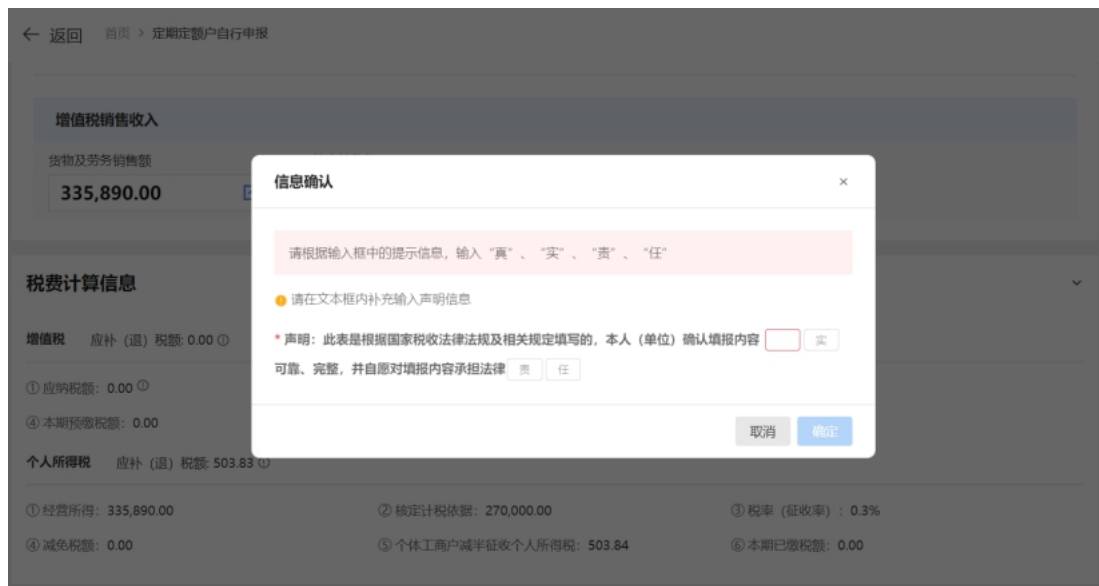 ← 返回 首页 > 定期定额户自行申报
增值税销售收入
货物及劳务销售额
335,890.00
信息确认 ×
请根据输入框中的提示信息，输入“真”、“实”、“责”、“任”
请在文本框内补充输入声明信息
* 声明：此表是根据国家税收法律法规及相关规定填写的，本人（单位）确认填报内容 实
可靠、完整，并自愿对填报内容承担法律 责 任
取消 确定
税费计算信息
增值税 应补（退）税额: 0.00
① 应纳税额：0.00
④ 本期预缴税额：0.00
个人所得税 应补（退）税额: 503.83
① 经营所得：335,890.00 ② 核定计税依据：270,000.00 ③ 税率（征收率）：0.3%
④ 减免税额：0.00 ⑤ 个体工商户减半征收个人所得税：503.84 ⑥ 本期已缴税额：0.00